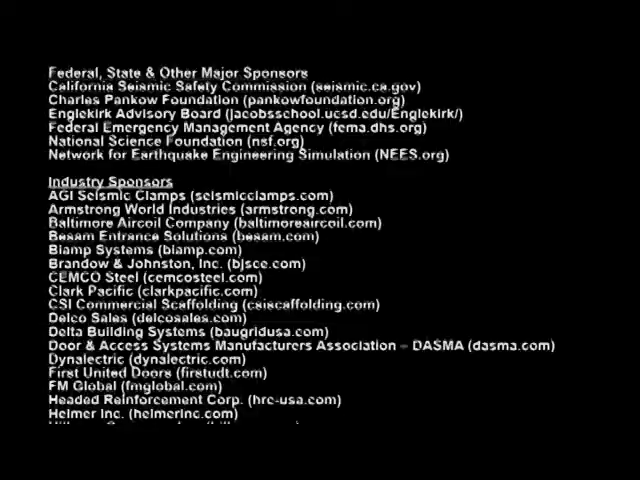 Federal, State & Other Major Sponsors
California Seismic Safety Commission (seismic.ca.gov)
Charles Pankow Foundation (pankowfoundation.org)
Englekirk Advisory Board (jacobsschool.ucsd.edu/Englekirk/)
Federal Emergency Management Agency (fema.dhs.org)
National Science Foundation (nsf.org)
Network for Earthquake Engineering Simulation (NEES.org)
Industry Sponsors
AGI Seismic Clamps (seismicclamps.com)
Armstrong World Industries (armstrong.com)
Baltimore Aircoil Company (baltimoreaircoil.com)
Besam Entrance Solutions (besam.com)
Biamp Systems (biamp.com)
Brandow & Johnston, Inc. (bjsce.com)
CEMCO Steel (cemcosteel.com)
Clark Pacific (clarkpacific.com)
CSI Commercial Scaffolding (csiscaffolding.com)
Delco Sales (delcosales.com)
Delta Building Systems (baugridusa.com)
Door & Access Systems Manufacturers Association – DASMA (dasma.com)
Dynalectric (dynalectric.com)
First United Doors (firstudt.com)
FM Global (fmglobal.com)
Headed Reinforcement Corp. (hrc-usa.com)
Helmer Inc. (helmerinc.com)